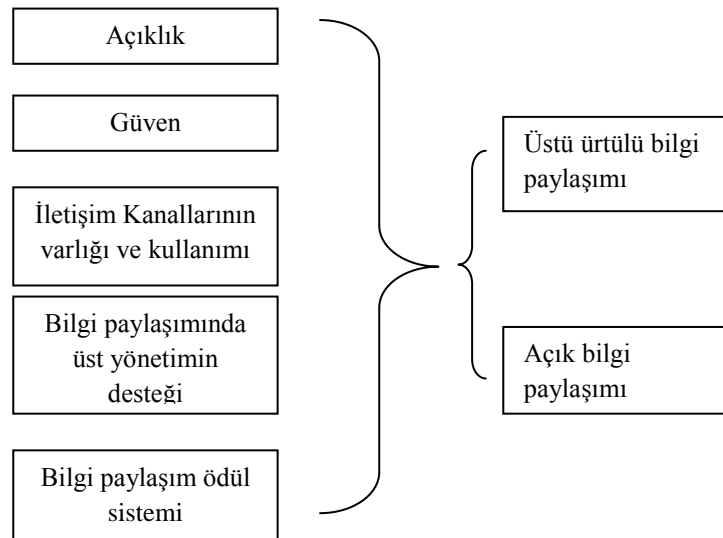 Açıklık
Güven
İletişim Kanallarının
varlığı ve kullanımı
Bilgi paylaşımında
üst yönetimin
desteği
Bilgi paylaşım ödül
sistemi
Üstü ürtülü bilgi
paylaşımı
Açık bilgi
paylaşımı